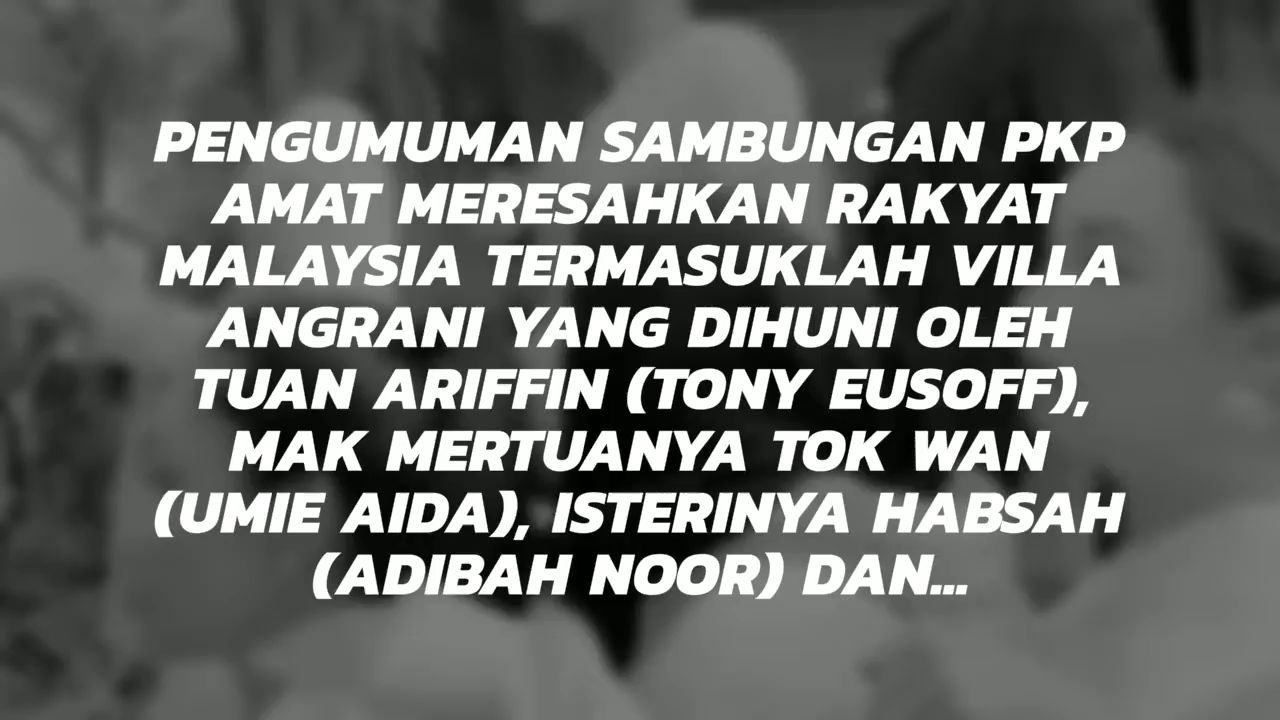 PENGUMUMAN SAMBUNGAN PKP
AMAT MERESAHKAN RAKYAT
MALAYSIA TERMASUKLAH VILLA
ANGRANI YANG DIHUNI OLEH
TUAN ARIFFIN (TONY EUSOFF),
MAK MERTUANYA TOK WAN
(UMIE AIDA), ISTERINYA HABSAH
(ADIBAH NOOR) DAN...